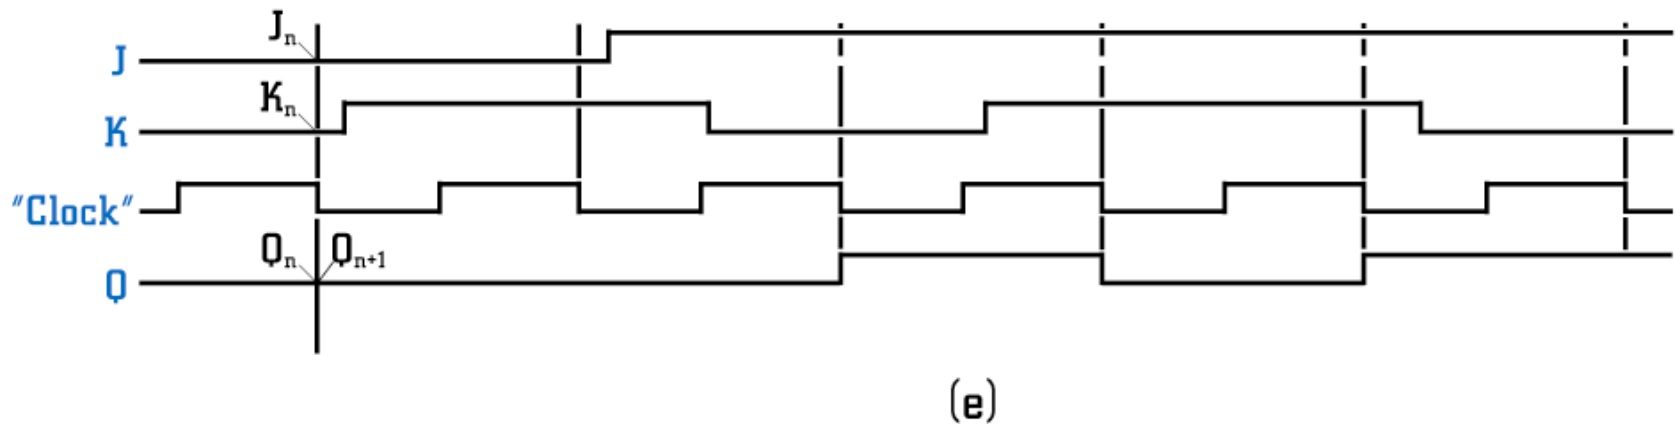 Jn
J
Kn
K
"Clock"
Qn Qn+1
Q
(e)